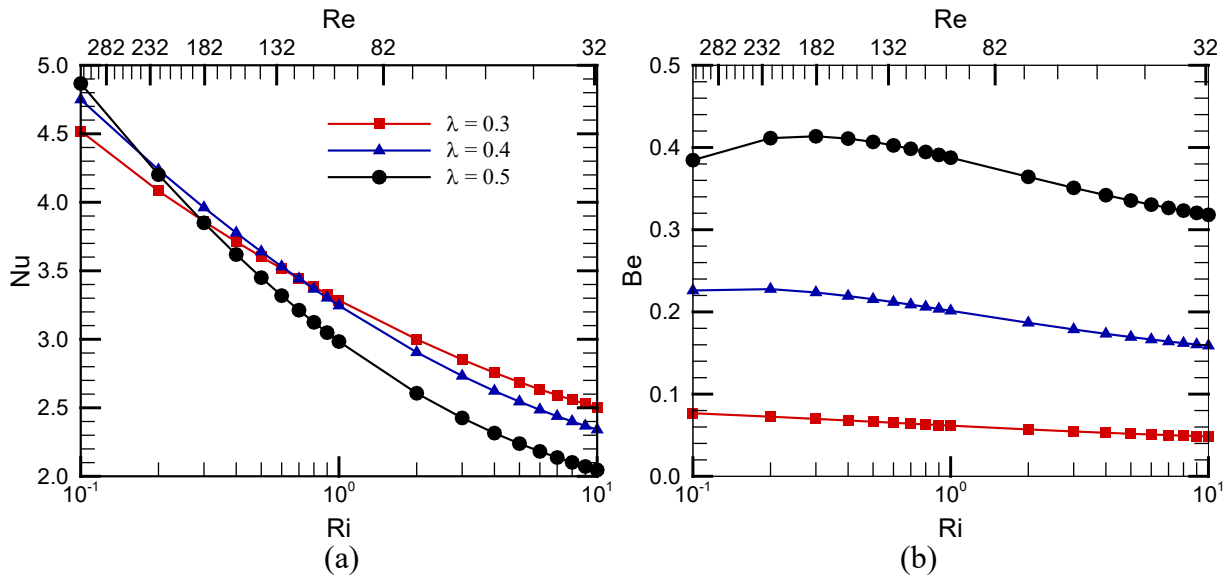 Re
282 232 182 132 82 32
5.0
4.5
4.0
3.5
3.0
2.5
2.0
Nu
λ = 0.3
λ = 0.4
λ = 0.5
10⁻¹ 10⁰ 10¹
Ri
(a)
Re
282 232 182 132 82 32
0.5
0.4
0.3
0.2
0.1
0.0
Be
10⁻¹ 10⁰ 10¹
Ri
(b)